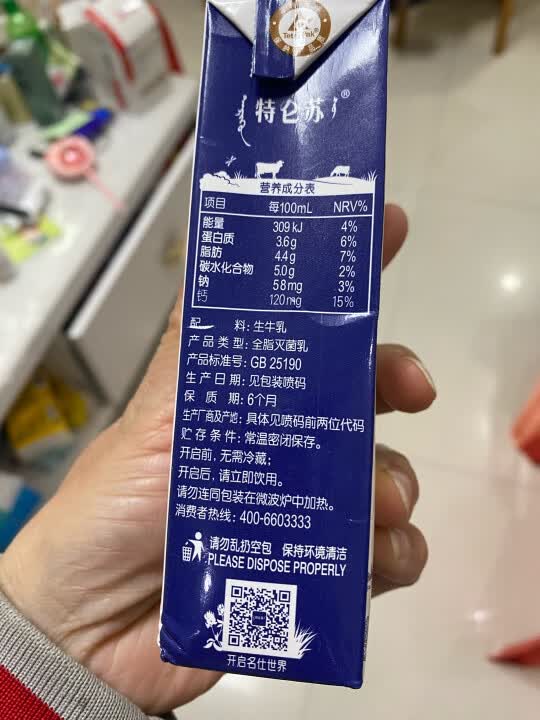 Tetra Pak®
特仑苏®
营养成分表
项目 每100mL NRV%
能量 309 kJ 4%
蛋白质 3.6g 6%
脂肪 4.4g 7%
碳水化合物 5.0g 2%
钠 58mg 3%
钙 120mg 15%
配 料: 生牛乳
产品类型: 全脂灭菌乳
产品标准号: GB 25190
生产日期: 见包装喷码
保 质 期: 6个月
生产厂商及产地: 具体见喷码前两位代码
贮存条件: 常温密闭保存。
开启前, 无需冷藏;
开启后, 请立即饮用。
请勿连同包装在微波炉中加热。
消费者热线: 400-6603333
请勿乱扔空包 保持环境清洁
PLEASE DISPOSE PROPERLY
开启名仕世界